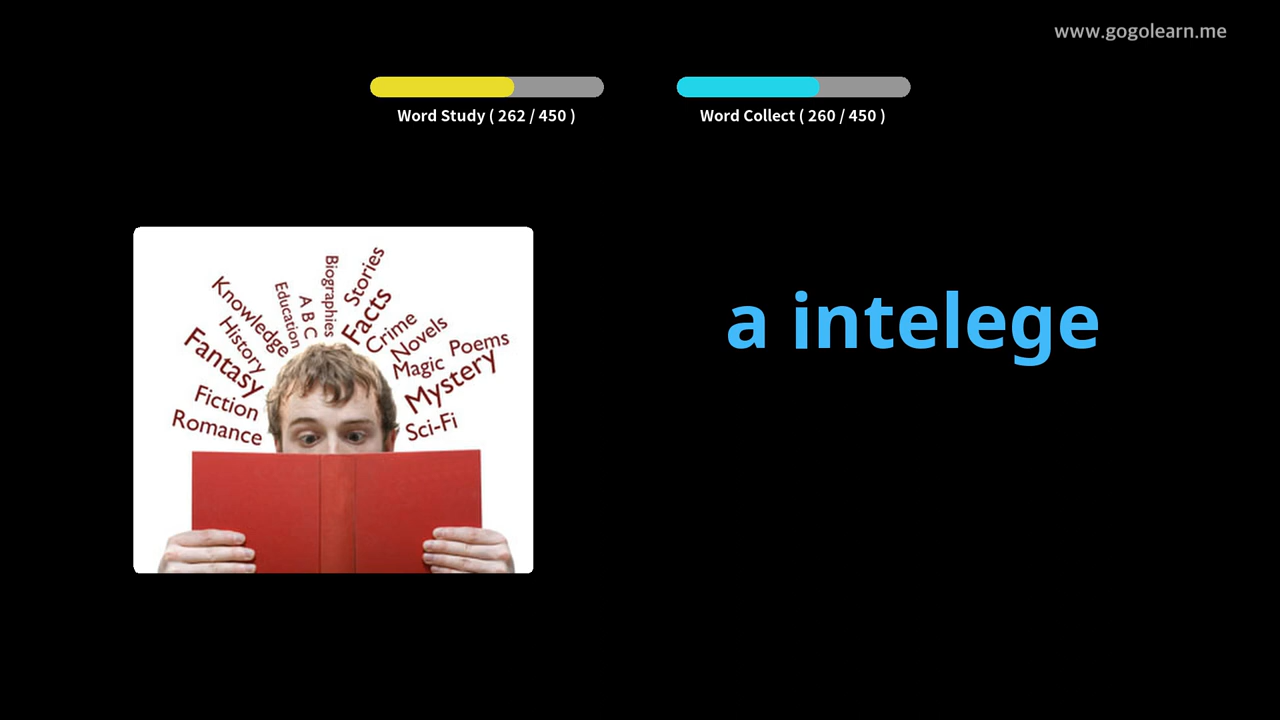 www.gogolearn.me
Word Study ( 262 / 450 )
Word Collect ( 260 / 450 )
Knowledge
History
Fantasy
Fiction
Romance
Education
A B C
Biographies
Stories
Facts
Crime
Novels
Magic
Poems
Mystery
Sci-Fi
a intelege